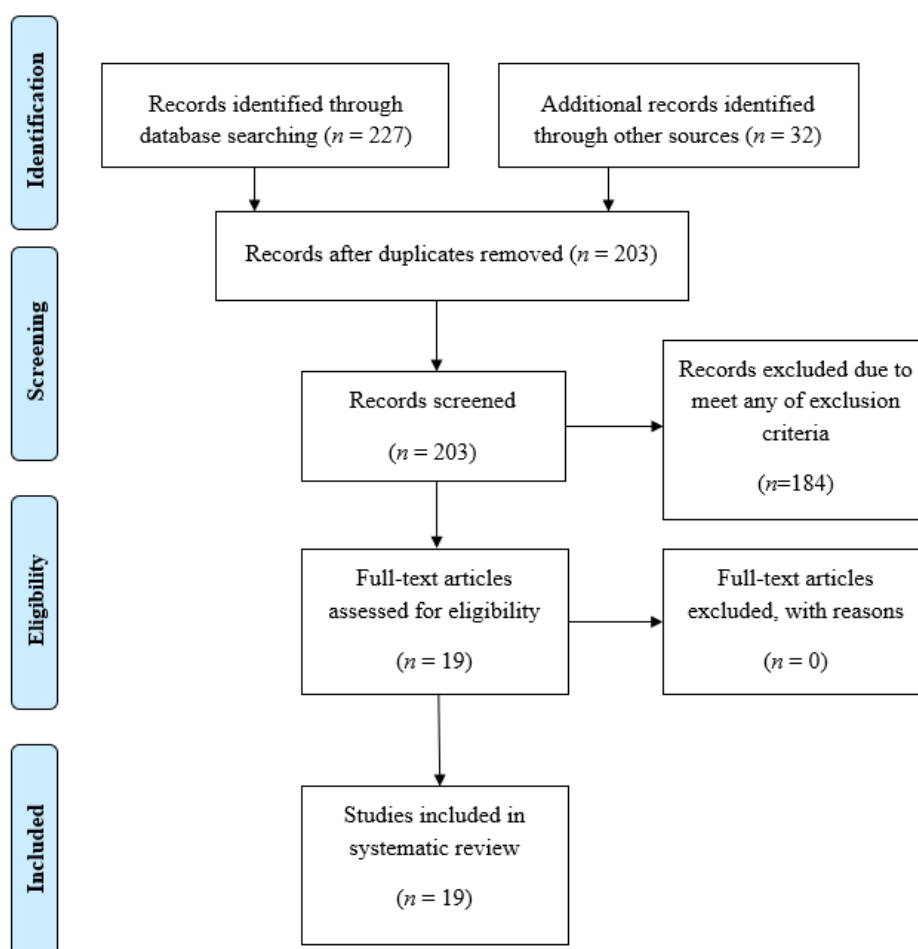 Identification
Records identified through
database searching (n = 227)
Additional records identified
through other sources (n = 32)
Records after duplicates removed (n = 203)
Screening
Records screened
(n = 203)
Records excluded due to
meet any of exclusion
criteria
(n=184)
Eligibility
Full-text articles
assessed for eligibility
(n = 19)
Full-text articles
excluded, with reasons
(n = 0)
Included
Studies included in
systematic review
(n = 19)